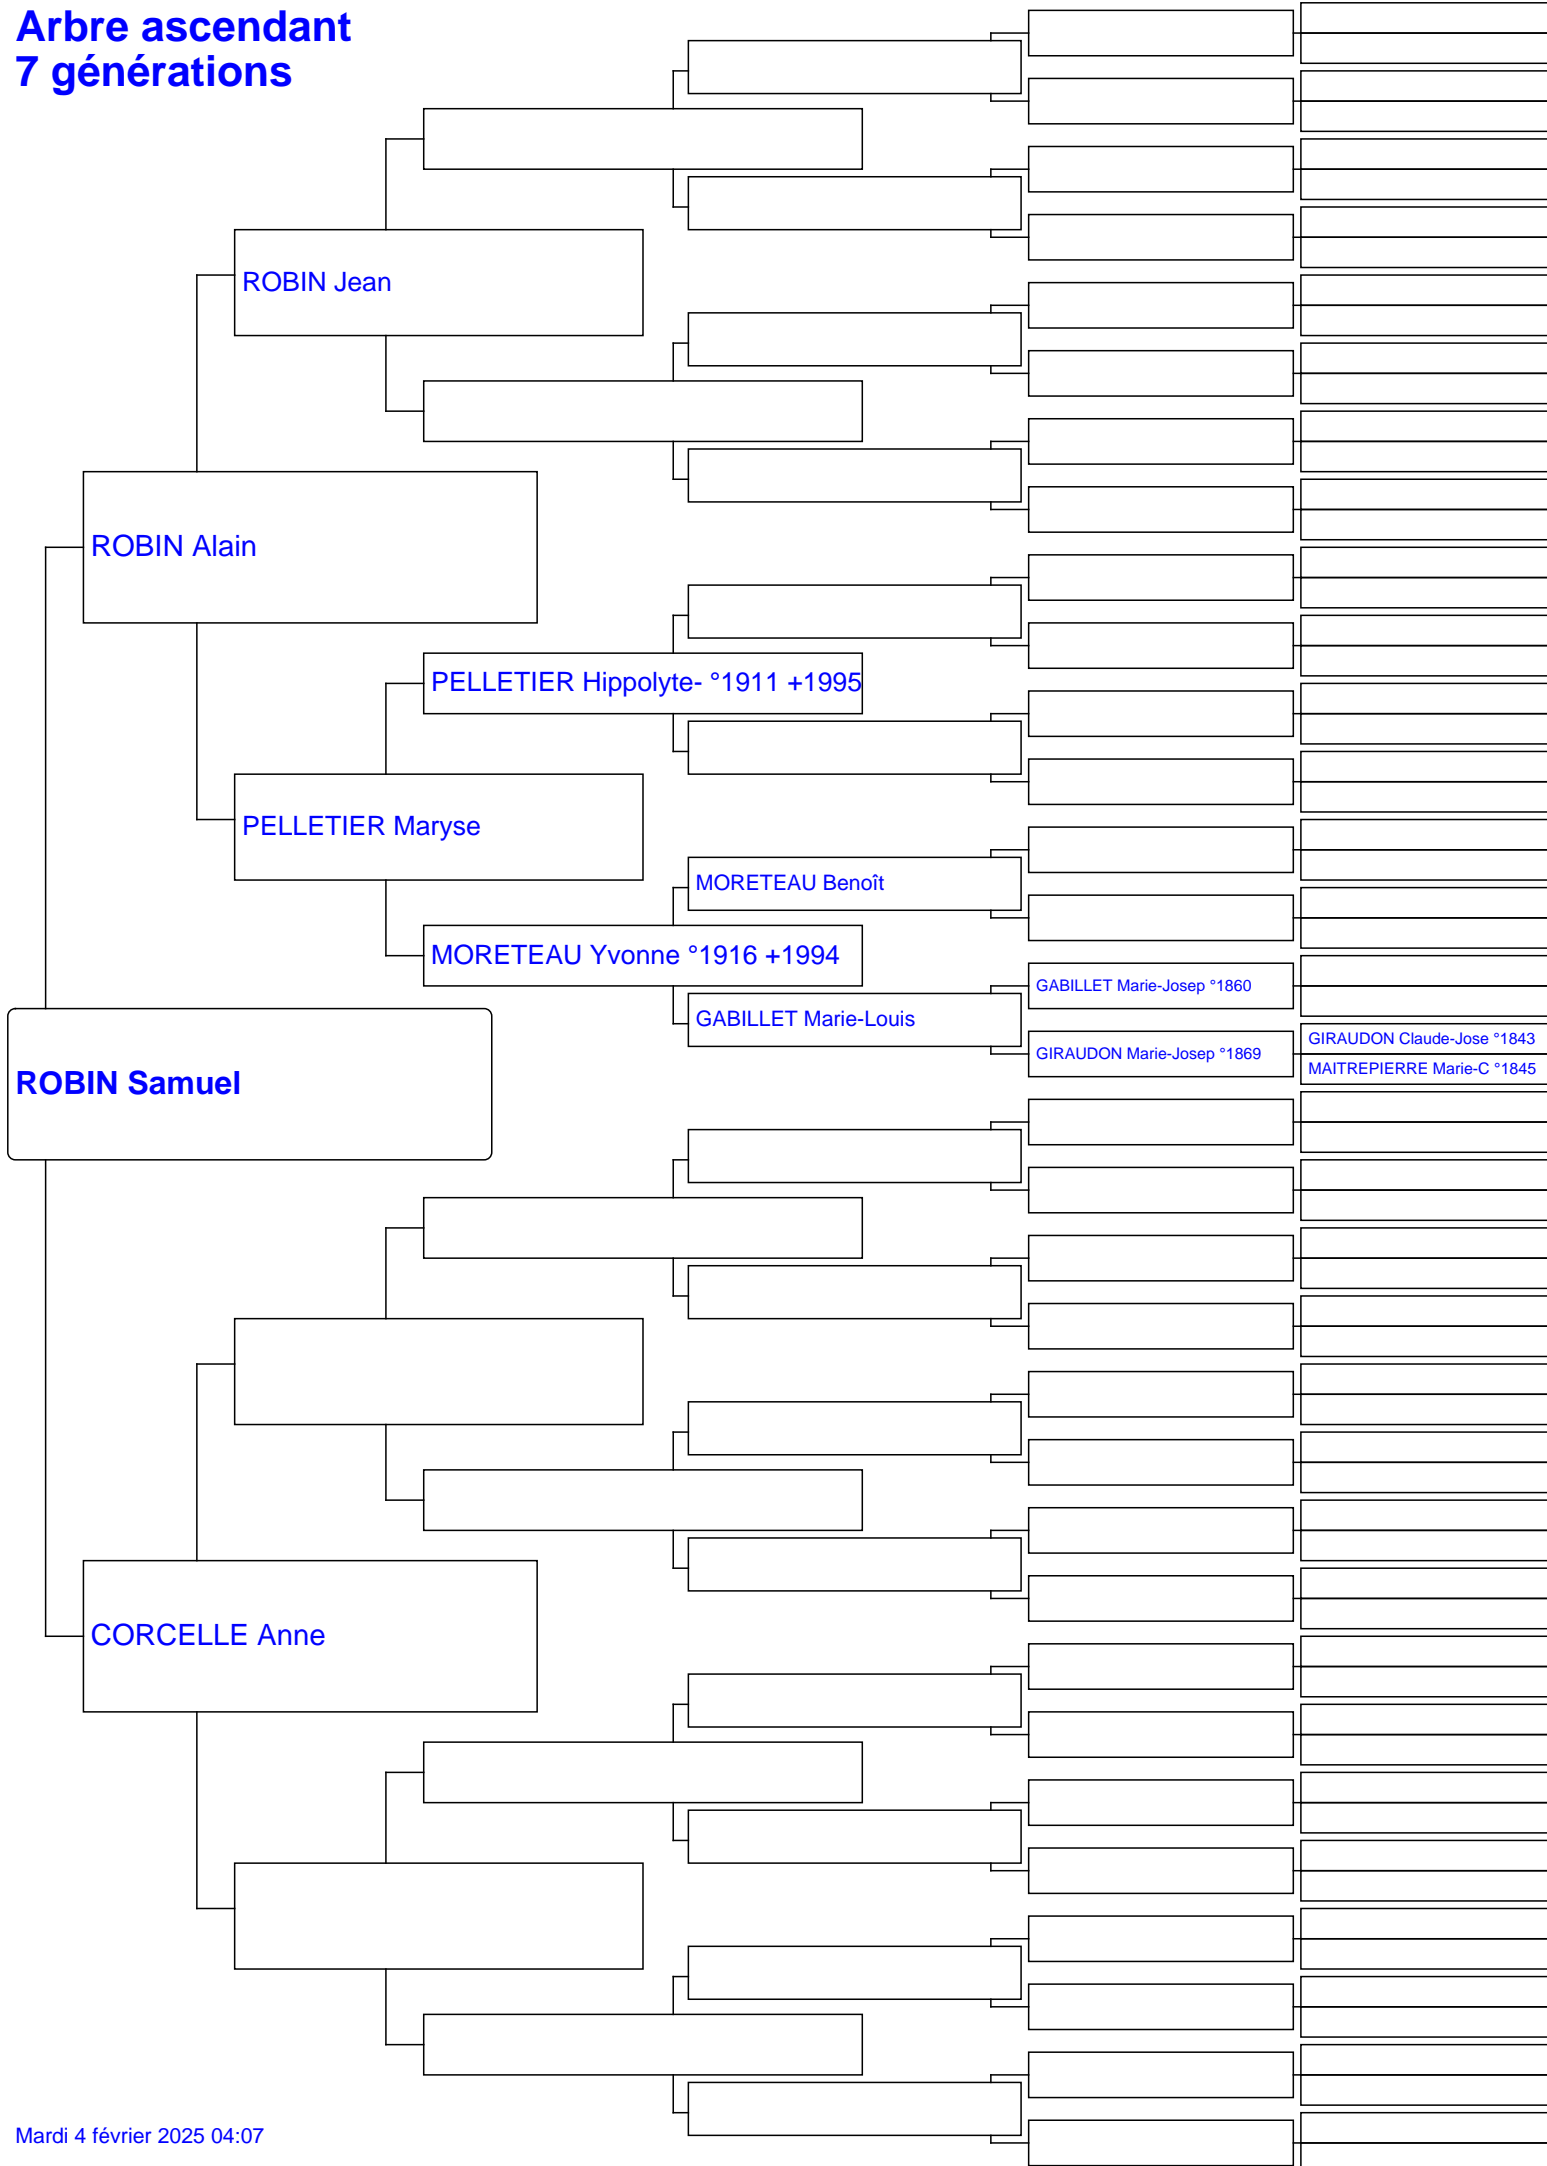 Arbre ascendant
7 générations
ROBIN Jean
ROBIN Alain
PELLETIER Hippolyte- °1911 +1995
PELLETIER Maryse
MORETEAU Benoît
MORETEAU Yvonne °1916 +1994
GABILLET Marie-Josep °1860
GABILLET Marie-Louis
GIRAUDON Claude-Jose °1843
GIRAUDON Marie-Josep °1869
MAITREPIERRE Marie-C °1845
ROBIN Samuel
CORCELLE Anne
Mardi 4 février 2025 04:07